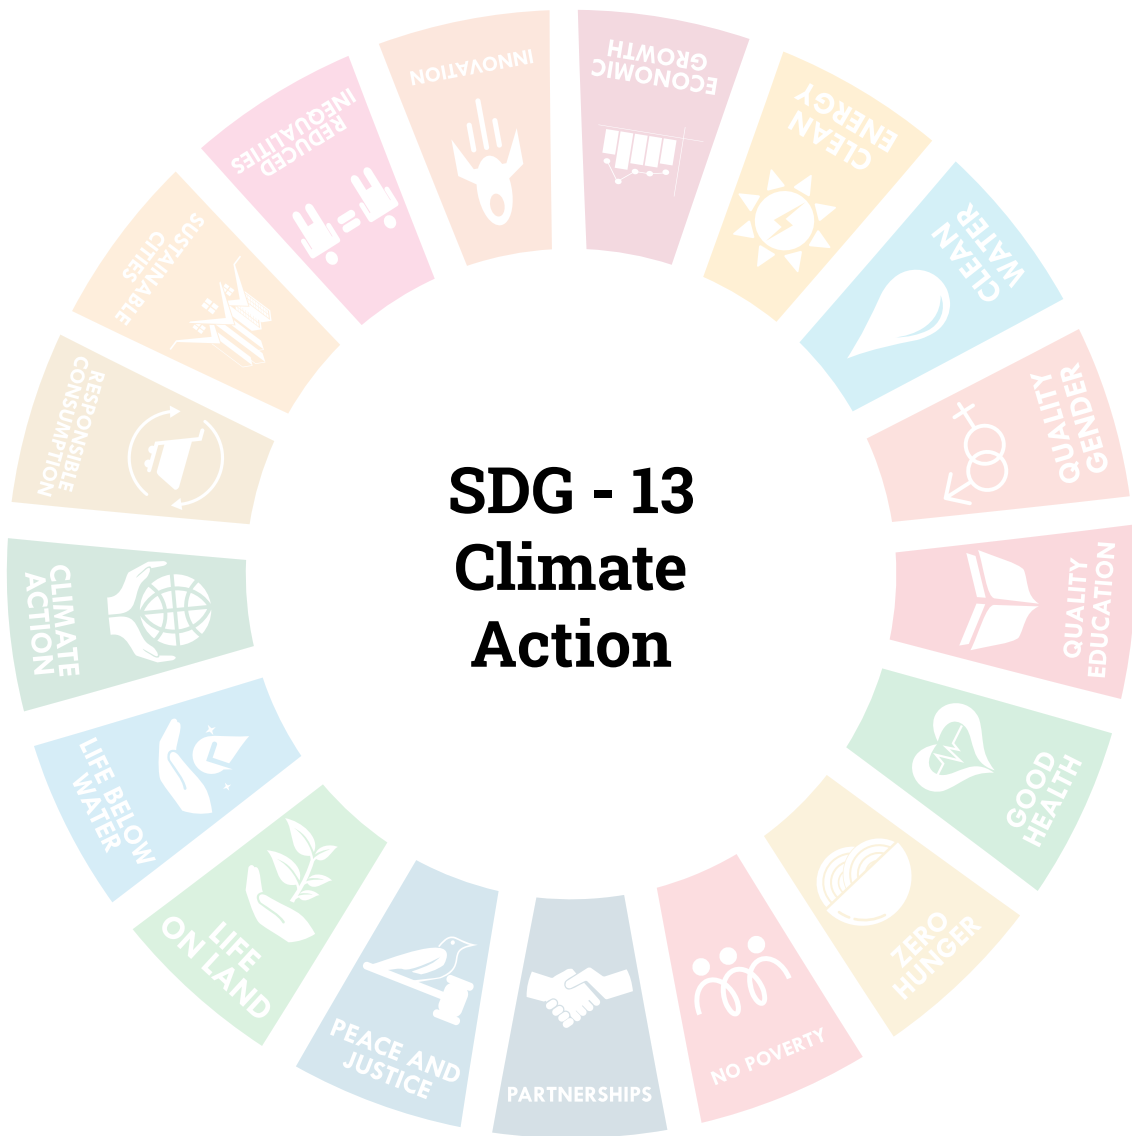 SDG - 13
Climate
Action
NO POVERTY
ZERO
HUNGER
GOOD
HEALTH
QUALITY
EDUCATION
QUALITY
GENDER
CLEAN
WATER
CLEAN
ENERGY
ECONOMIC
GROWTH
INNOVATION
REDUCED
INEQUALITIES
SUSTAINABLE
CITIES
RESPONSIBLE
CONSUMPTION
CLIMATE
ACTION
LIFE BELOW
WATER
LIFE
ON LAND
PEACE AND
JUSTICE
PARTNERSHIPS